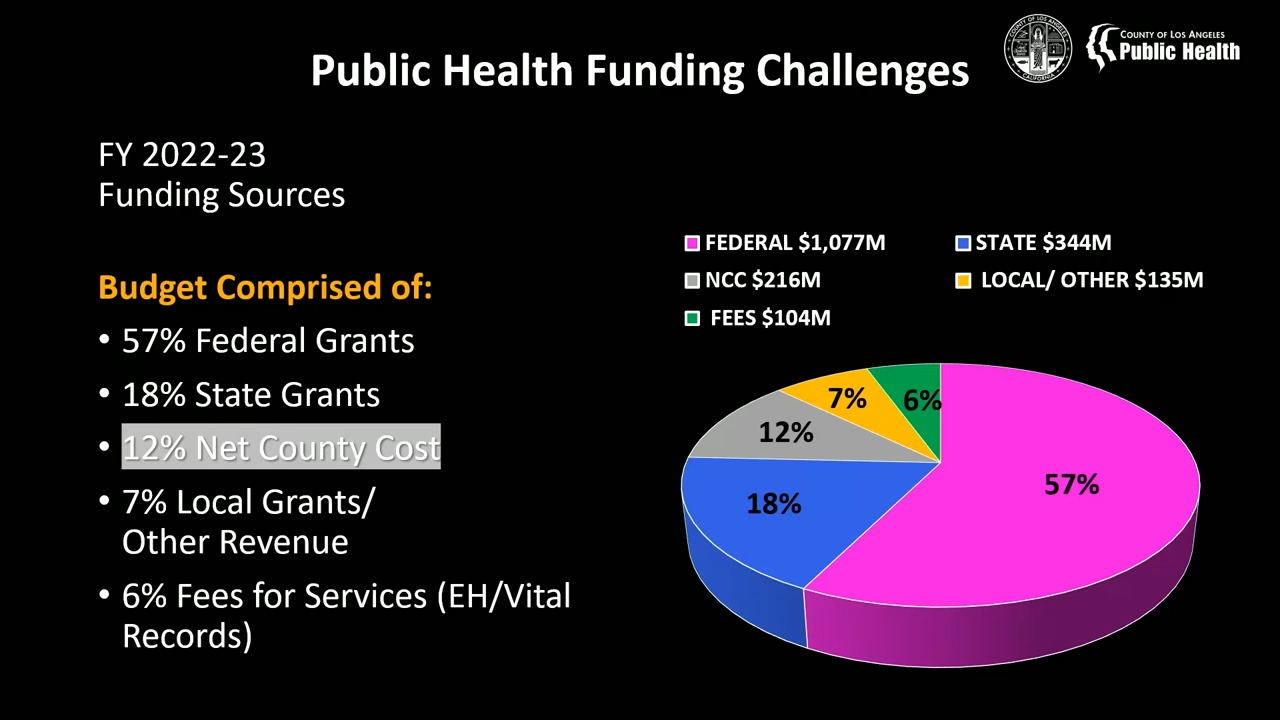 COUNTY OF LOS ANGELES
Public Health
Public Health Funding Challenges
FY 2022-23
Funding Sources
Budget Comprised of:
• 57% Federal Grants
• 18% State Grants
• 12% Net County Cost
• 7% Local Grants/
Other Revenue
• 6% Fees for Services (EH/Vital
Records)
FEDERAL $1,077M
STATE $344M
NCC $216M
LOCAL/ OTHER $135M
FEES $104M
7%
6%
12%
57%
18%